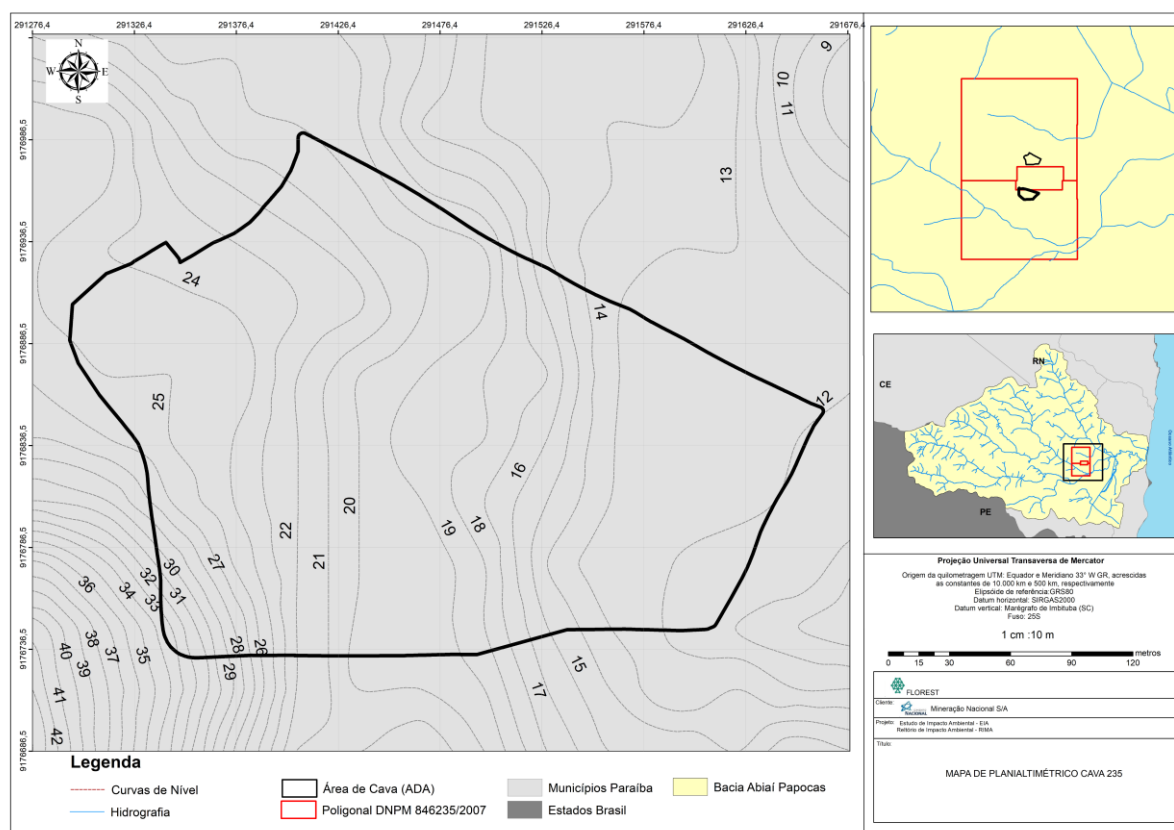 291276,4 291326,4 291376,4 291426,4 291476,4 291526,4 291576,4 291626,4 291676,4
N
W E
S
9176986,5
9176936,5
9176886,5
9176836,5
9176786,5
9176736,5
9176686,5
9
10
11
13
24
14
12
25
16
20
22
21
19
18
27
30
32
31
33
34
36
38
37
35
40
39
41
42
28
26
29
15
17
Legenda
Curvas de Nível
Hidrografia
Área de Cava (ADA)
Poligonal DNPM 846235/2007
Municípios Paraíba
Estados Brasil
Bacia Abiaí Papocas
RN
CE
PE
Projeção Universal Transaversa de Mercator
Origem da quilometragem UTM: Equador e Meridiano 33° W GR, acrescidas
as constantes de 10.000 km e 500 km, respectivamente
Elipsóide de referência:GRS80
Datum horizontal: SIRGAS2000
Datum vertical: Marégrafo de Imbituba (SC)
Fuso: 25S
1 cm :10 m
metros
0 15 30 60 90 120
FLOREST
Cliente:
NACIONAL
Mineração Nacional S/A
Projeto:
Estudo de Impacto Ambiental - EIA
Reltório de Impacto Ambiental - RIMA
Título:
MAPA DE PLANIALTIMÉTRICO CAVA 235